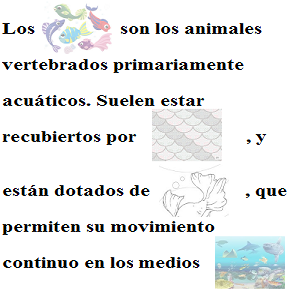 Los son los animales
vertebrados primariamente
acuáticos. Suelen estar
recubiertos por , y
están dotados de , que
permiten su movimiento
continuo en los medios